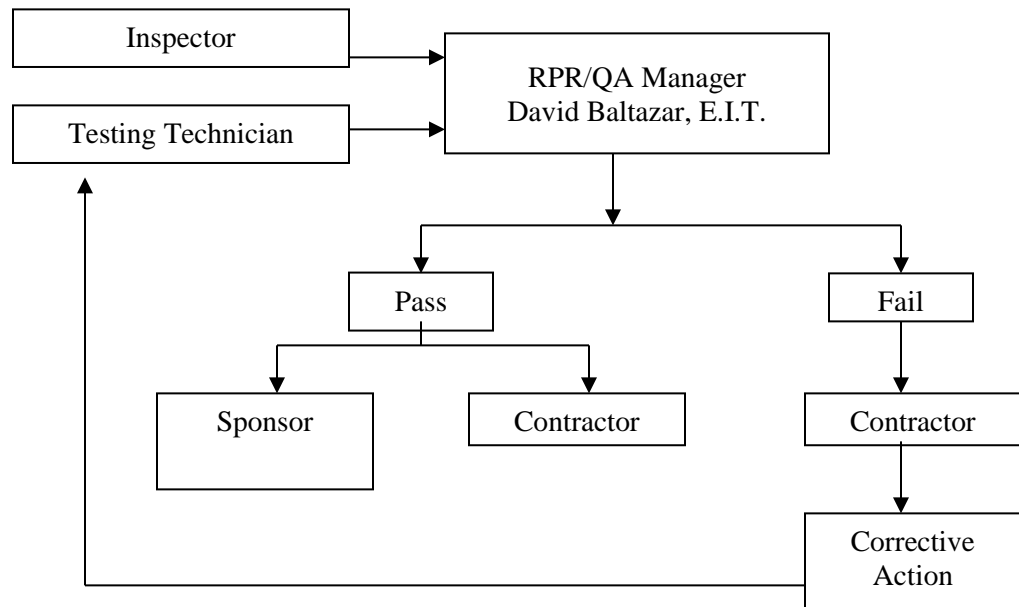 Inspector
RPR/QA Manager
David Baltazar, E.I.T.
Testing Technician
Pass
Fail
Sponsor
Contractor
Contractor
Corrective
Action